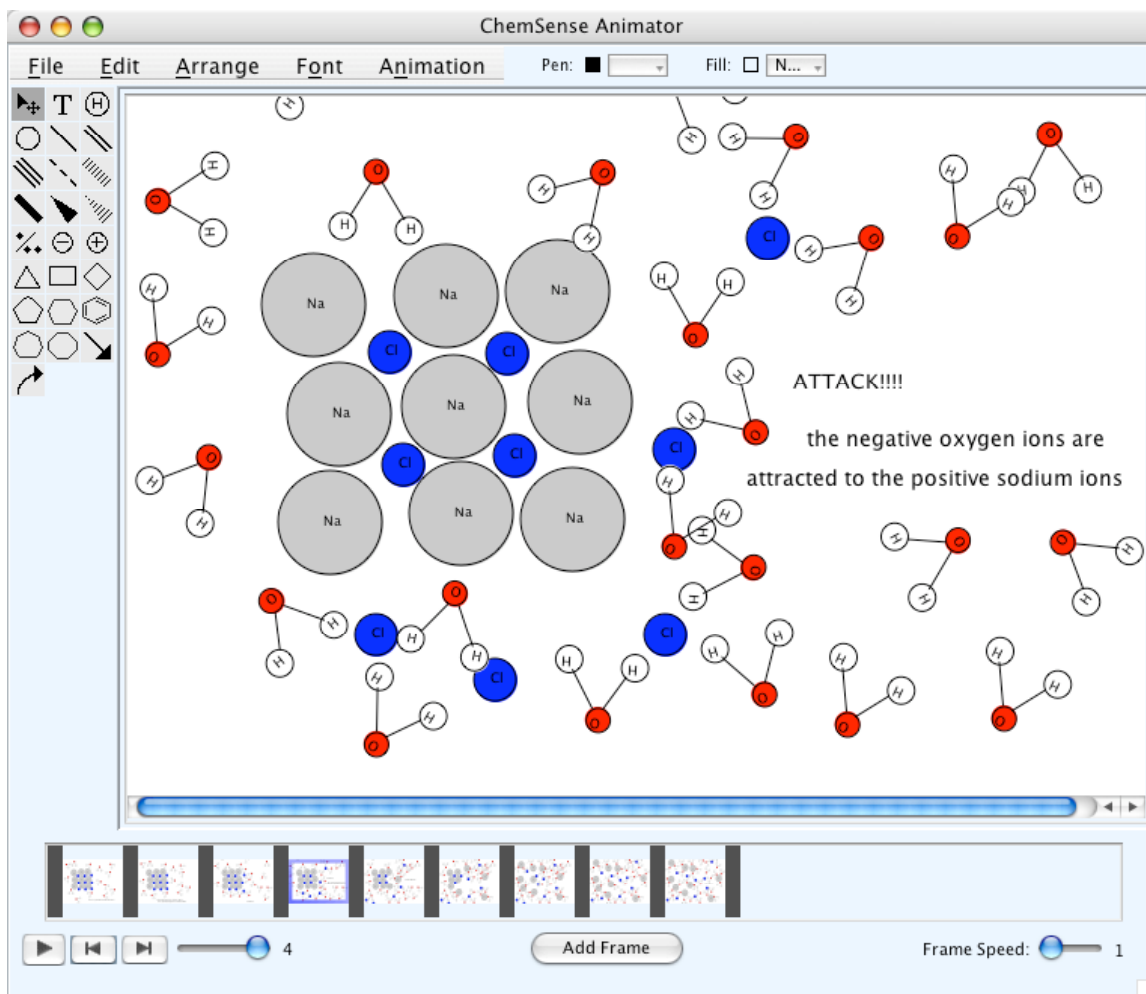 ChemSense Animator
File Edit Arrange Font Animation Pen: Fill: N...
T H
H
H H O H
H O O H O H
O H H H O H
H H H H H O
Cl H O
Na Na Na H H H
H H O
Cl Cl
O H
Na Na Na ATTACK!!!!
H O the negative oxygen ions are
O Cl Cl Cl attracted to the positive sodium ions
H H H
Na Na Na H H O O H
H O O H H
O O H H
H Cl H Cl H
H H Cl H H H H H
H H O O H H
O O O
4 Add Frame Frame Speed: 1